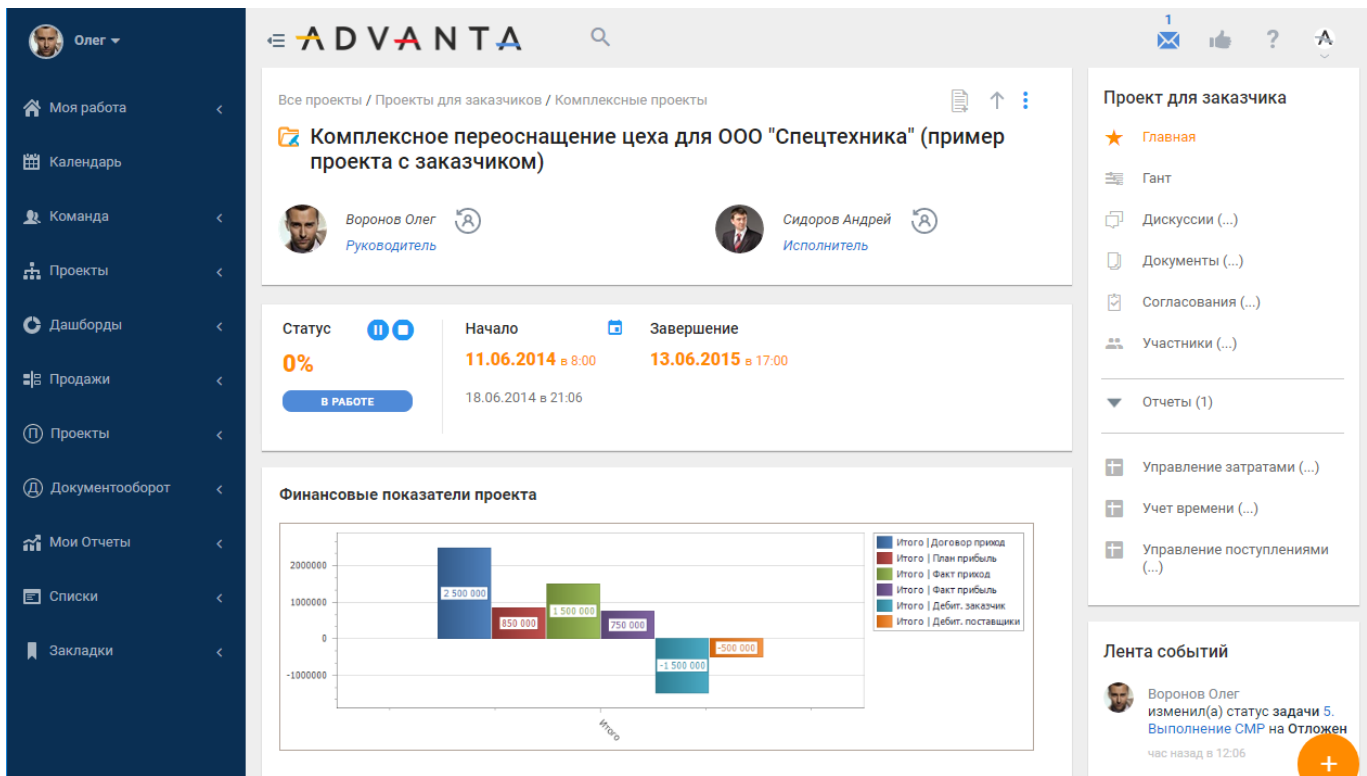 Олег
Моя работа
Календарь
Команда
Проекты
Дашборды
Продажи
П Проекты
Д Документооборот
Мои Отчеты
Списки
Закладки
ADVANTA
1
?
Все проекты / Проекты для заказчиков / Комплексные проекты
Комплексное переоснащение цеха для ООО "Спецтехника" (пример
проекта с заказчиком)
Воронов Олег
Руководитель
Сидоров Андрей
Исполнитель
Статус
0%
В РАБОТЕ
Начало
11.06.2014 в 8:00
18.06.2014 в 21:06
Завершение
13.06.2015 в 17:00
Финансовые показатели проекта
2000000
1000000
0
-1000000
2 500 000
850 000
1 500 000
750 000
-1 500 000
-500 000
Итого
Итого | Договор приход
Итого | План прибыль
Итого | Факт приход
Итого | Факт прибыль
Итого | Дебит. заказчик
Итого | Дебит. поставщики
Проект для заказчика
Главная
Гант
Дискуссии (...)
Документы (...)
Согласования (...)
Участники (...)
Отчеты (1)
Управление затратами (...)
Учет времени (...)
Управление поступлениями
(...)
Лента событий
Воронов Олег
изменил(а) статус задачи 5.
Выполнение СМР на Отложен
час назад в 12:06
+